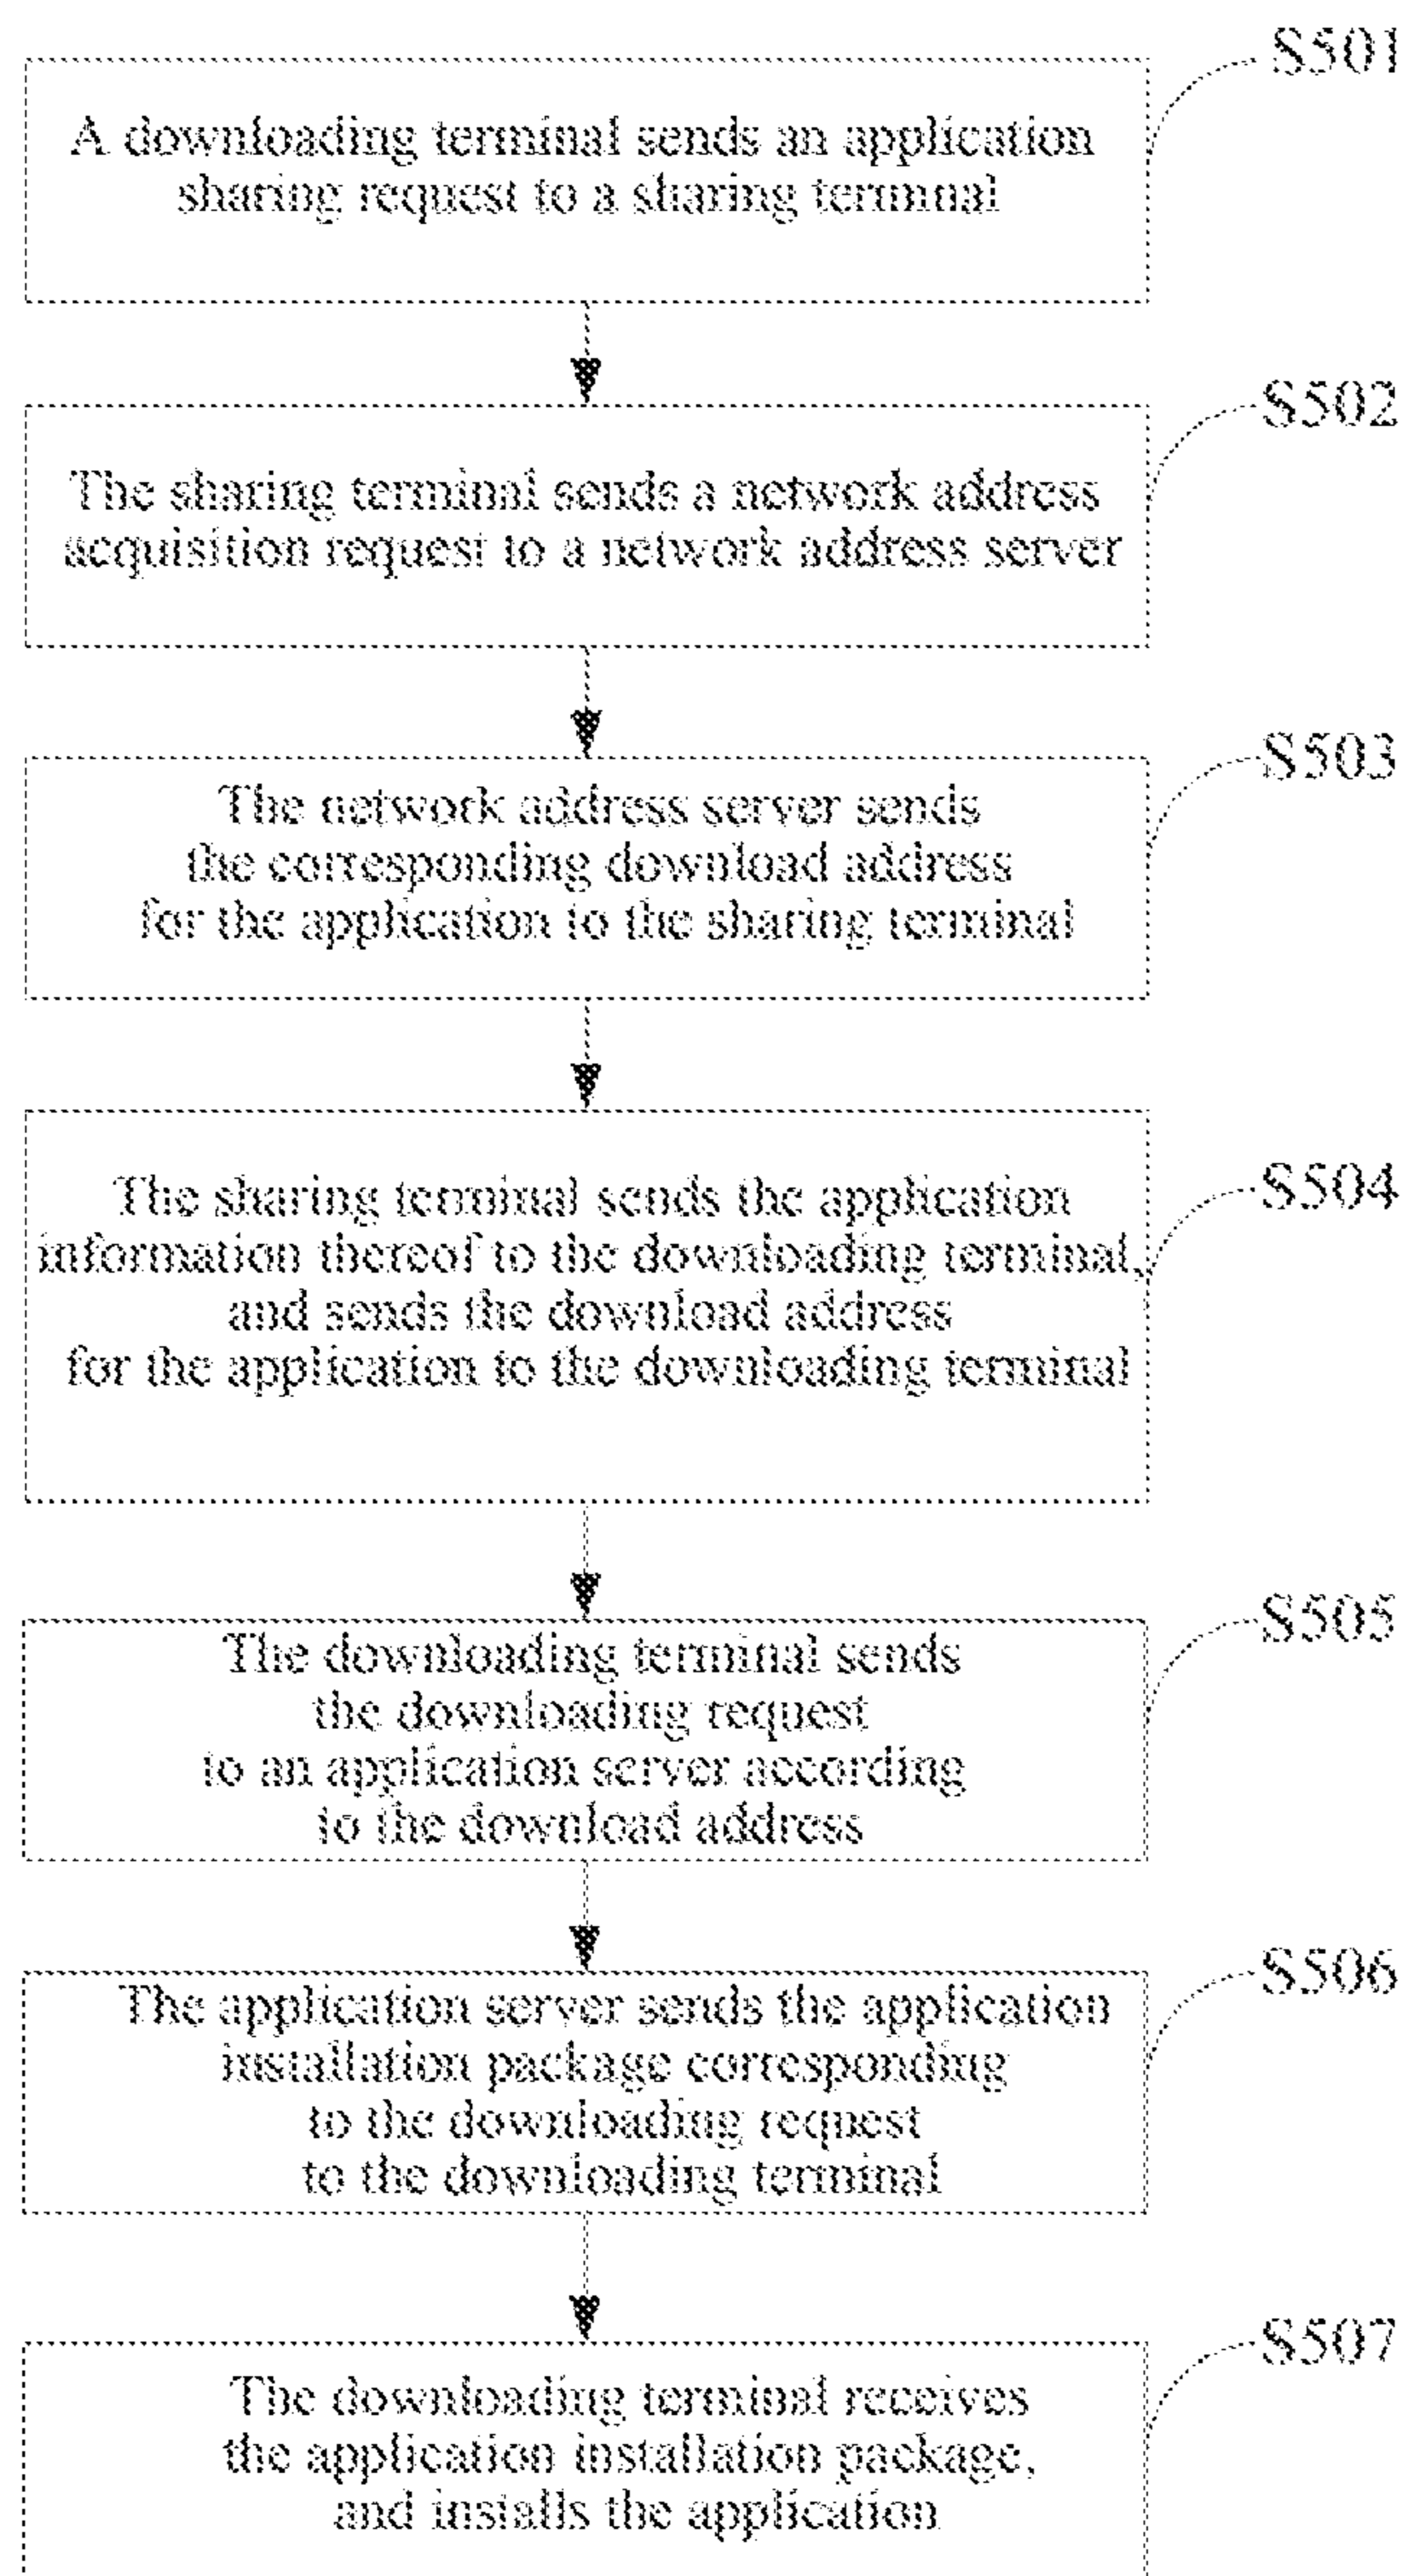 S501
A downloading terminal sends an application
sharing request to a sharing terminal
S502
The sharing terminal sends a network address
acquisition request to a network address server
S503
The network address server sends
the corresponding download address
for the application to the sharing terminal
S504
The sharing terminal sends the application
information thereof to the downloading terminal,
and sends the download address
for the application to the downloading terminal
S505
The downloading terminal sends
the downloading request
to an application server according
to the download address
S506
The application server sends the application
installation package corresponding
to the downloading request
to the downloading terminal
S507
The downloading terminal receives
the application installation package,
and installs the application